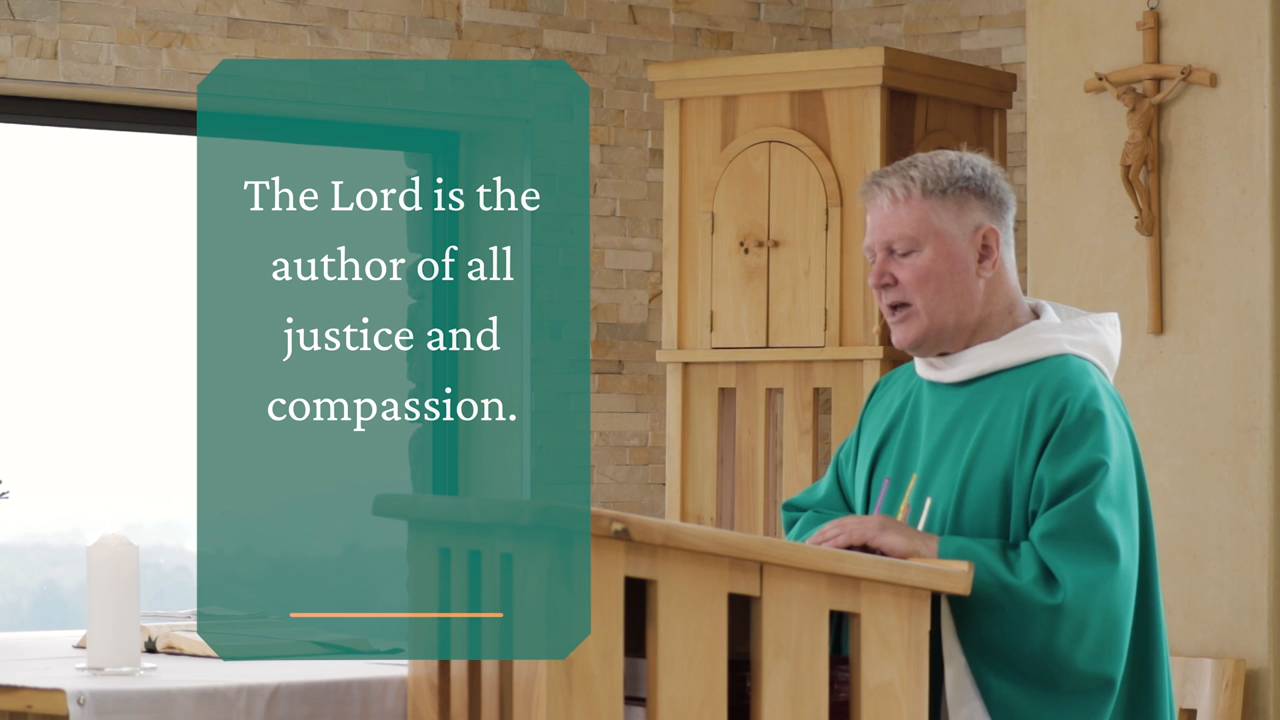 The Lord is the
author of all
justice and
compassion.